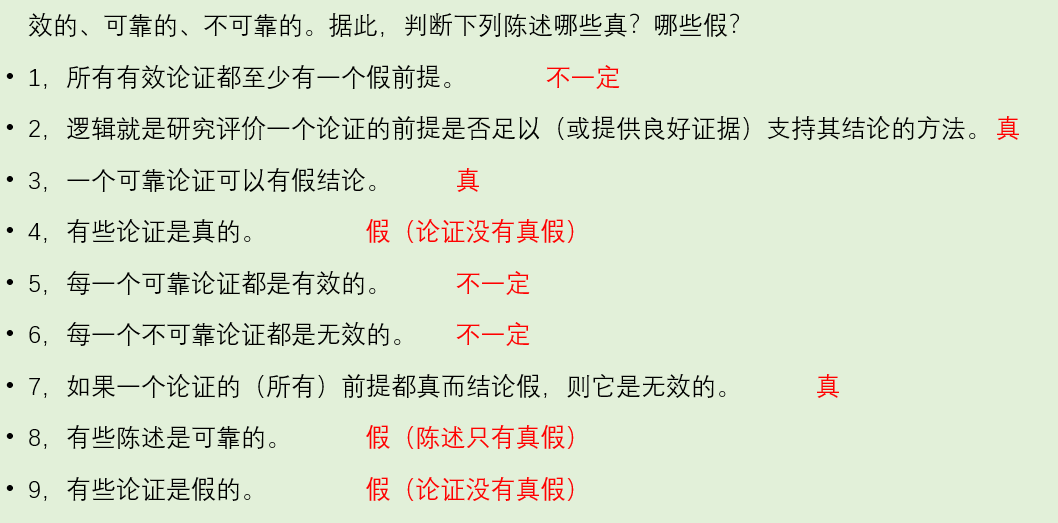 效的、可靠的、不可靠的。据此，判断下列陈述哪些真？哪些假？
• 1，所有有效论证都至少有一个假前提。 不一定
• 2，逻辑就是研究评价一个论证的前提是否足以（或提供良好证据）支持其结论的方法。 真
• 3，一个可靠论证可以有假结论。 真
• 4，有些论证是真的。 假（论证没有真假）
• 5，每一个可靠论证都是有效的。 不一定
• 6，每一个不可靠论证都是无效的。 不一定
• 7，如果一个论证的（所有）前提都真而结论假，则它是无效的。 真
• 8，有些陈述是可靠的。 假（陈述只有真假）
• 9，有些论证是假的。 假（论证没有真假）